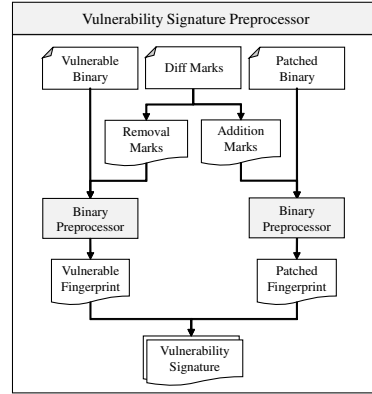 Vulnerability Signature Preprocessor
Vulnerable
Binary
Diff Marks
Patched
Binary
Removal
Marks
Addition
Marks
Binary
Preprocessor
Binary
Preprocessor
Vulnerable
Fingerprint
Patched
Fingerprint
Vulnerability
Signature